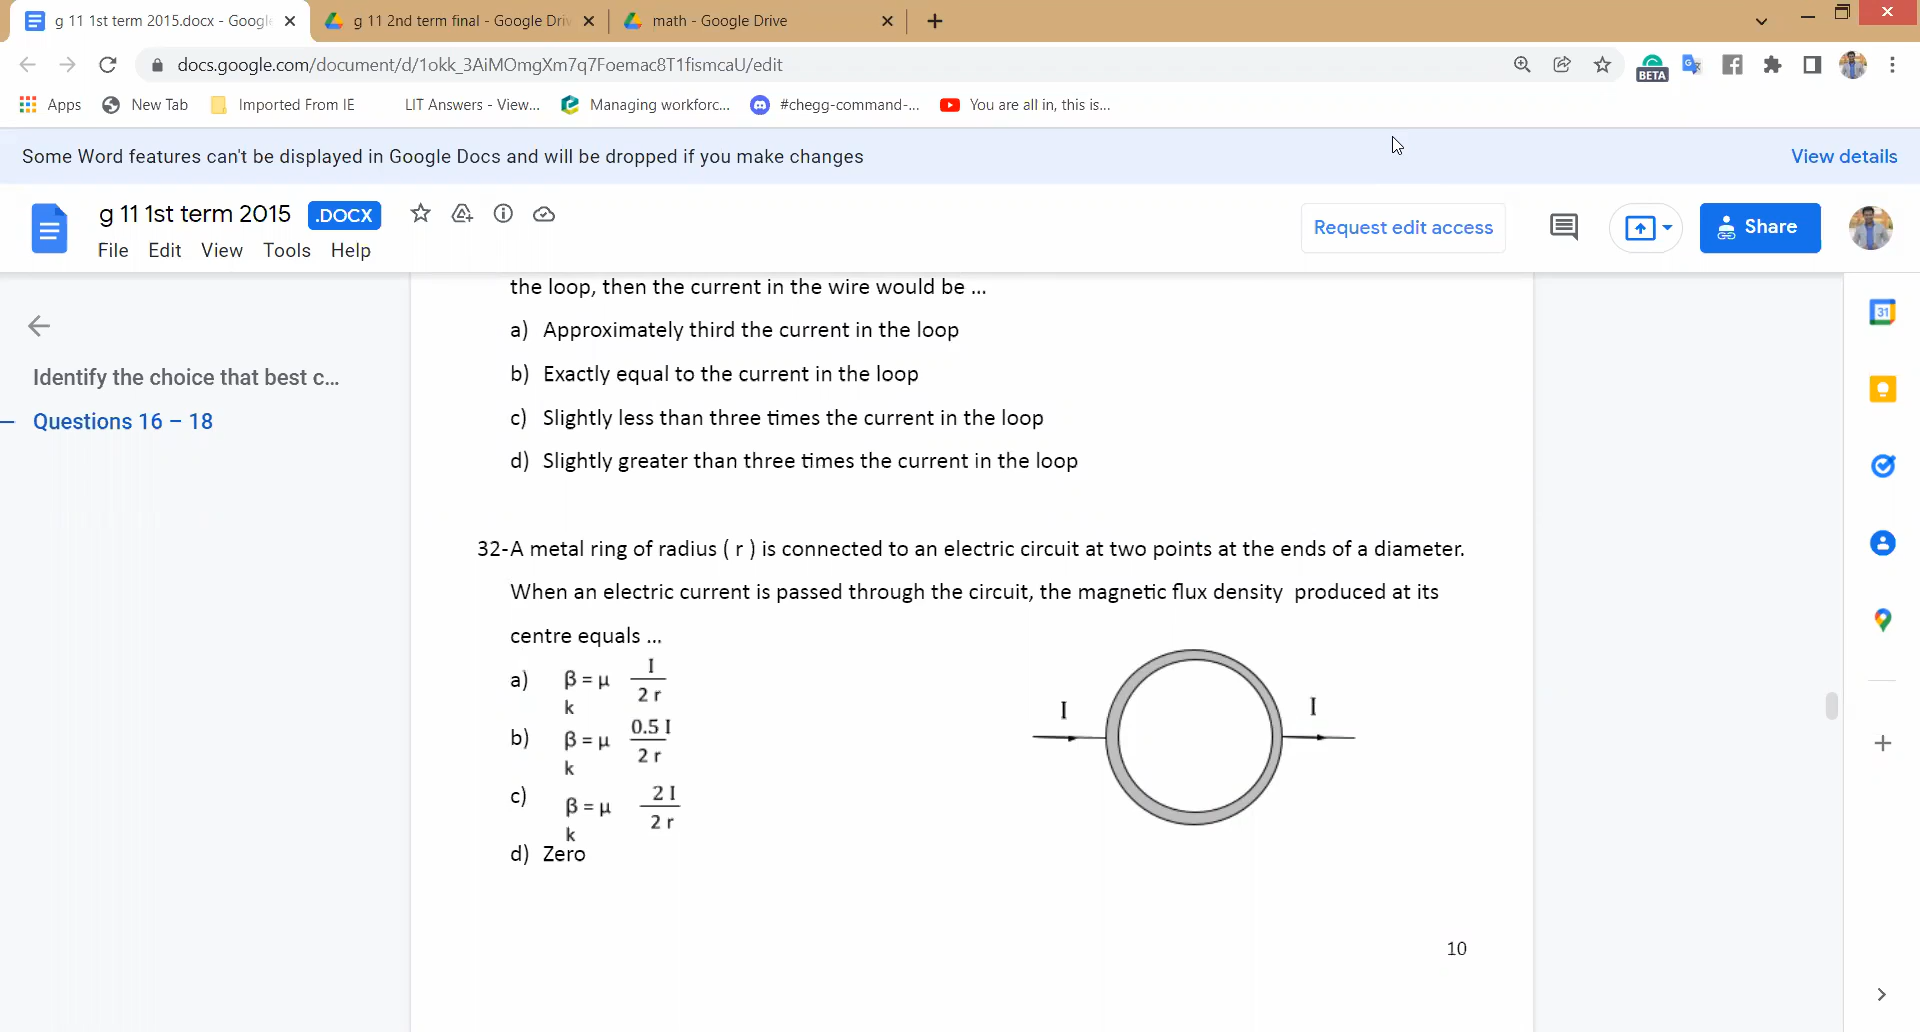 g 11 1st term 2015.docx - Google
g 11 2nd term final - Google Driv
math - Google Drive
docs.google.com/document/d/1okk_3AiMOmgXm7q7Foemac8T1fismcaU/edit
BETA
Apps
New Tab
Imported From IE
LIT Answers - View...
Managing workforc...
#chegg-command-...
You are all in, this is...
Some Word features can't be displayed in Google Docs and will be dropped if you make changes
View details
g 11 1st term 2015 .DOCX
Request edit access
Share
File Edit View Tools Help
31
Identify the choice that best c...
Questions 16 – 18
the loop, then the current in the wire would be ...
a) Approximately third the current in the loop
b) Exactly equal to the current in the loop
c) Slightly less than three times the current in the loop
d) Slightly greater than three times the current in the loop
32-A metal ring of radius ( r ) is connected to an electric circuit at two points at the ends of a diameter.
When an electric current is passed through the circuit, the magnetic flux density produced at its
centre equals ...
a) β = μ I
2 r
k
b) β = μ 0.5 I
2 r
k
c) β = μ 2 I
2 r
k
d) Zero
I
I
10